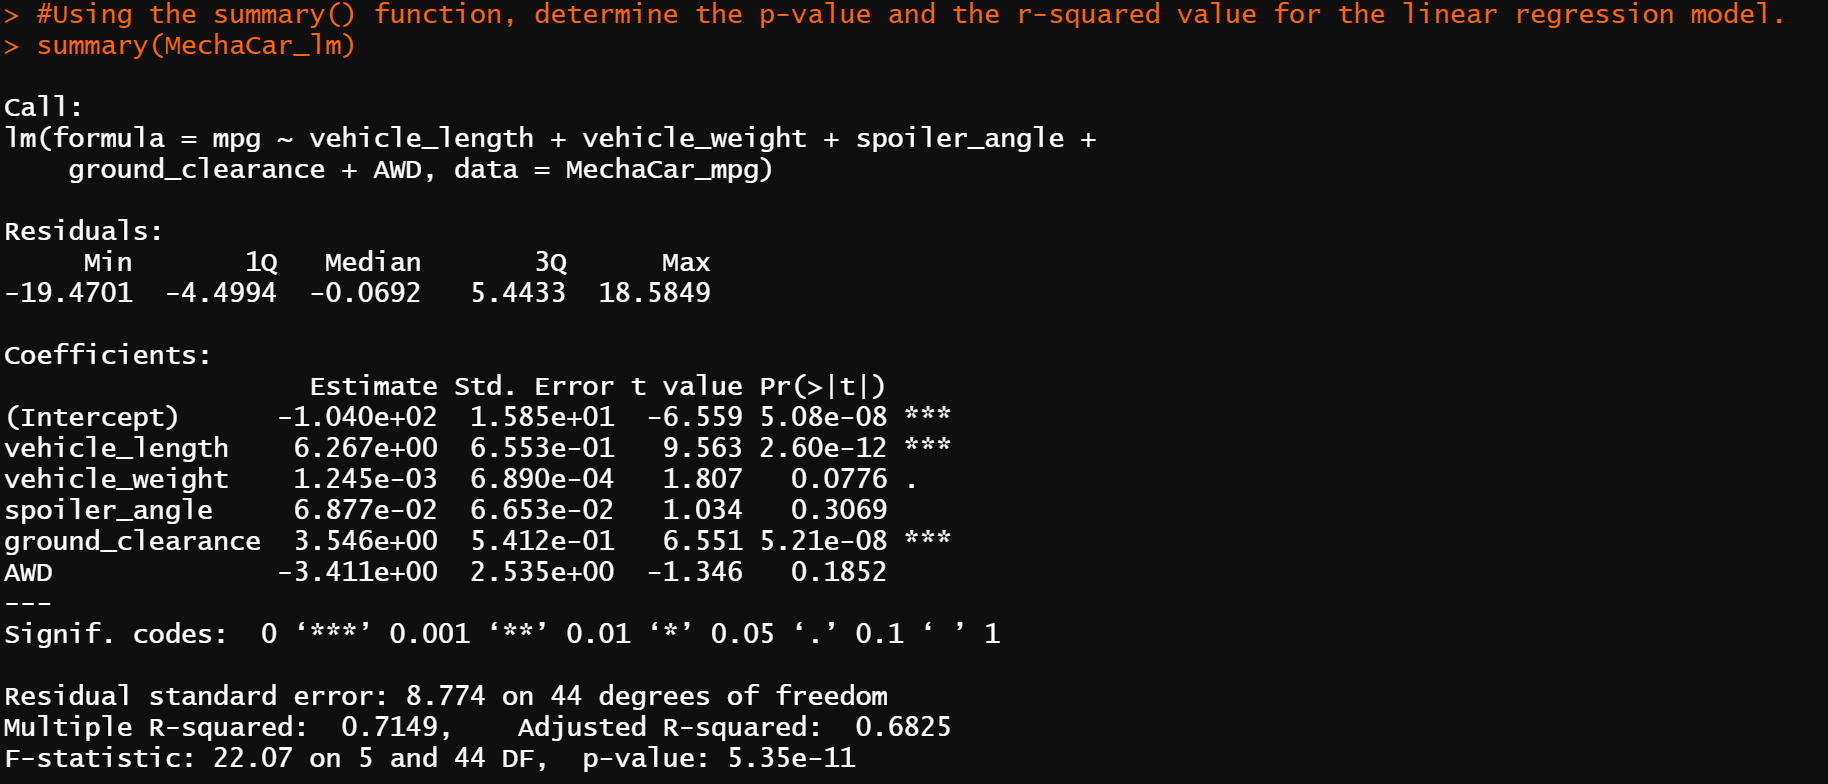 > #Using the summary() function, determine the p-value and the r-squared value for the linear regression model.
> summary(MechaCar_lm)
Call:
lm(formula = mpg ~ vehicle_length + vehicle_weight + spoiler_angle +
    ground_clearance + AWD, data = MechaCar_mpg)
Residuals:
     Min       1Q   Median       3Q      Max
-19.4701  -4.4994  -0.0692   5.4433  18.5849
Coefficients:
                   Estimate Std. Error t value Pr(>|t|)
(Intercept)      -1.040e+02  1.585e+01  -6.559 5.08e-08 ***
vehicle_length    6.267e+00  6.553e-01   9.563 2.60e-12 ***
vehicle_weight    1.245e-03  6.890e-04   1.807   0.0776 .
spoiler_angle     6.877e-02  6.653e-02   1.034   0.3069
ground_clearance  3.546e+00  5.412e-01   6.551 5.21e-08 ***
AWD              -3.411e+00  2.535e+00  -1.346   0.1852
---
Signif. codes:  0 ‘***’ 0.001 ‘**’ 0.01 ‘*’ 0.05 ‘.’ 0.1 ‘ ’ 1
Residual standard error: 8.774 on 44 degrees of freedom
Multiple R-squared:  0.7149,    Adjusted R-squared:  0.6825
F-statistic: 22.07 on 5 and 44 DF,  p-value: 5.35e-11